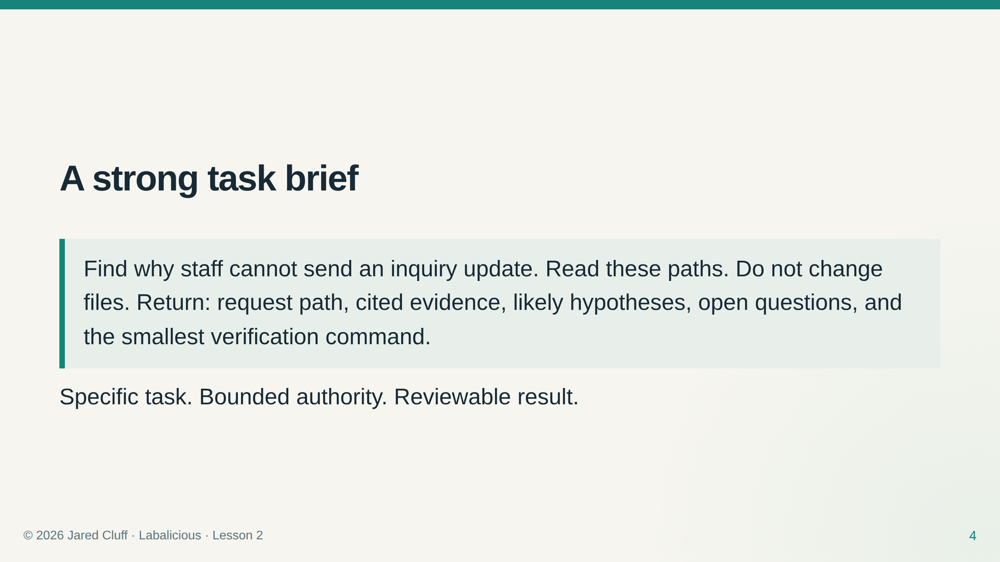 A strong task brief
Find why staff cannot send an inquiry update. Read these paths. Do not change
files. Return: request path, cited evidence, likely hypotheses, open questions, and
the smallest verification command.
Specific task. Bounded authority. Reviewable result.
© 2026 Jared Cluff · Labalicious · Lesson 2
4